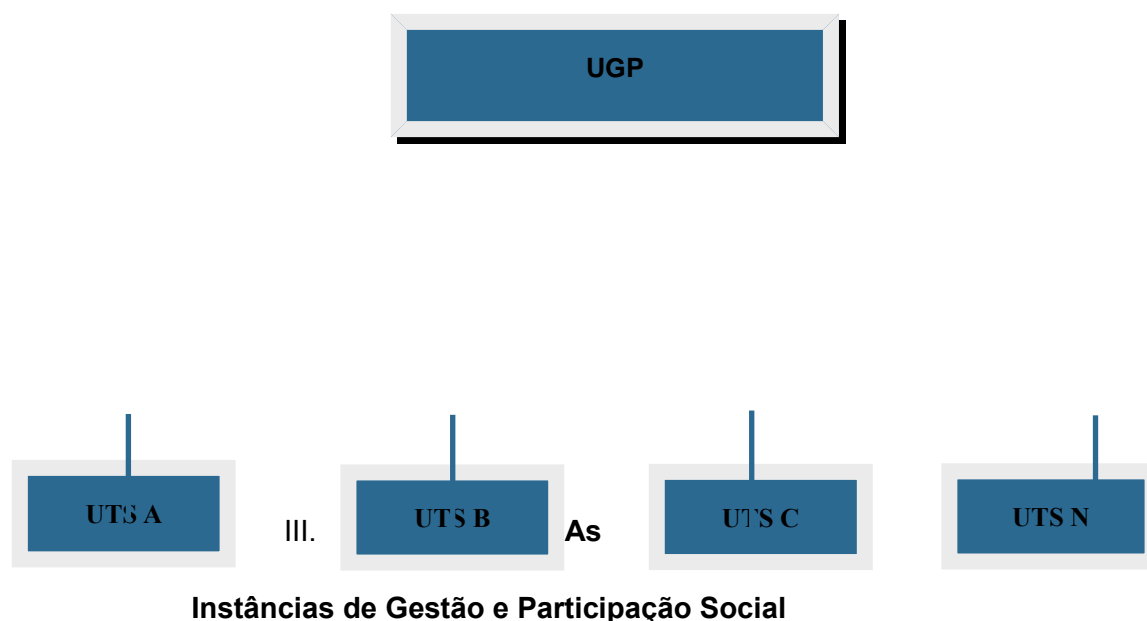 UGP
UTS A III. UTS B As UTS C UTS N
Instâncias de Gestão e Participação Social